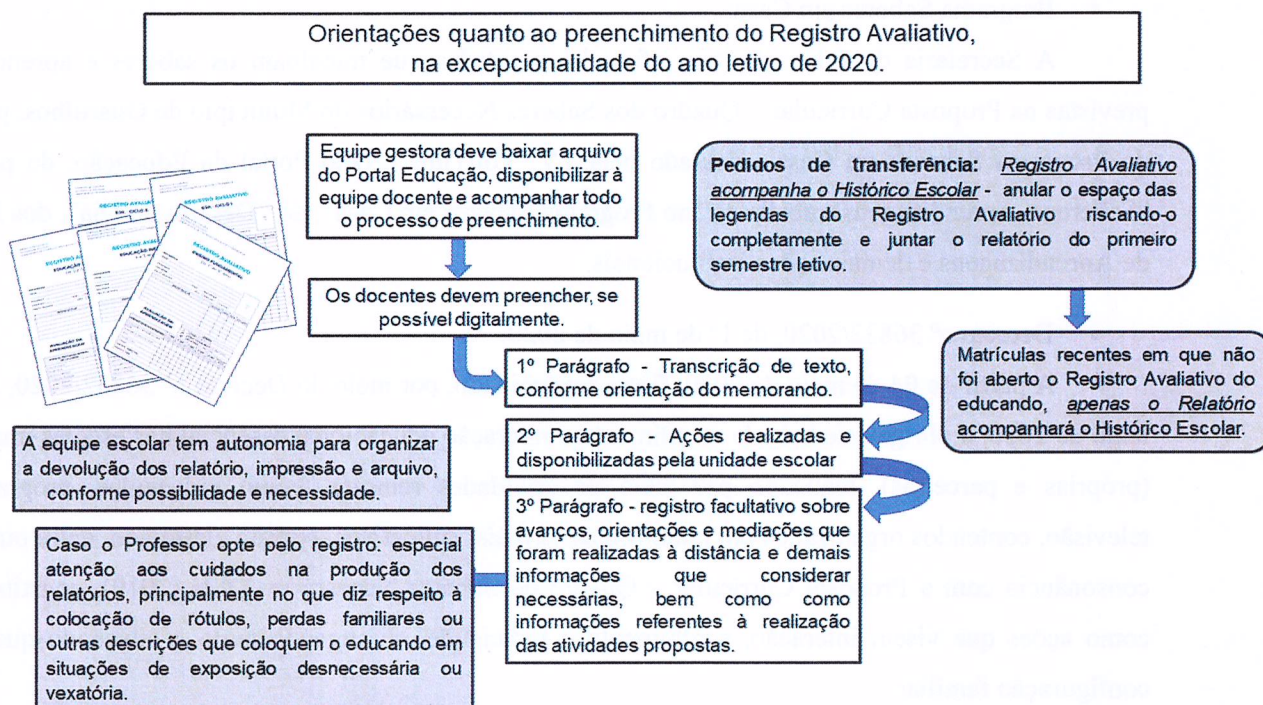 Orientações quanto ao preenchimento do Registro Avaliativo,
na excepcionalidade do ano letivo de 2020.
Equipe gestora deve baixar arquivo
do Portal Educação, disponibilizar à
equipe docente e acompanhar todo
o processo de preenchimento.
Pedidos de transferência: Registro Avaliativo
acompanha o Histórico Escolar - anular o espaço das
legendas do Registro Avaliativo riscando-o
completamente e juntar o relatório do primeiro
semestre letivo.
Os docentes devem preencher, se
possível digitalmente.
1º Parágrafo - Transcrição de texto,
conforme orientação do memorando.
Matrículas recentes em que não
foi aberto o Registro Avaliativo do
educando, apenas o Relatório
acompanhará o Histórico Escolar.
2º Parágrafo - Ações realizadas e
disponibilizadas pela unidade escolar
A equipe escolar tem autonomia para organizar
a devolução dos relatório, impressão e arquivo,
conforme possibilidade e necessidade.
3º Parágrafo - registro facultativo sobre
avanços, orientações e mediações que
foram realizadas à distância e demais
informações que considerar
necessárias, bem como como
informações referentes à realização
das atividades propostas.
Caso o Professor opte pelo registro: especial
atenção aos cuidados na produção dos
relatórios, principalmente no que diz respeito à
colocação de rótulos, perdas familiares ou
outras descrições que coloquem o educando em
situações de exposição desnecessária ou
vexatória.
REGISTRO AVALIATIVO
REGISTRO AVALIATIVO
REGISTRO AVALIATIVO